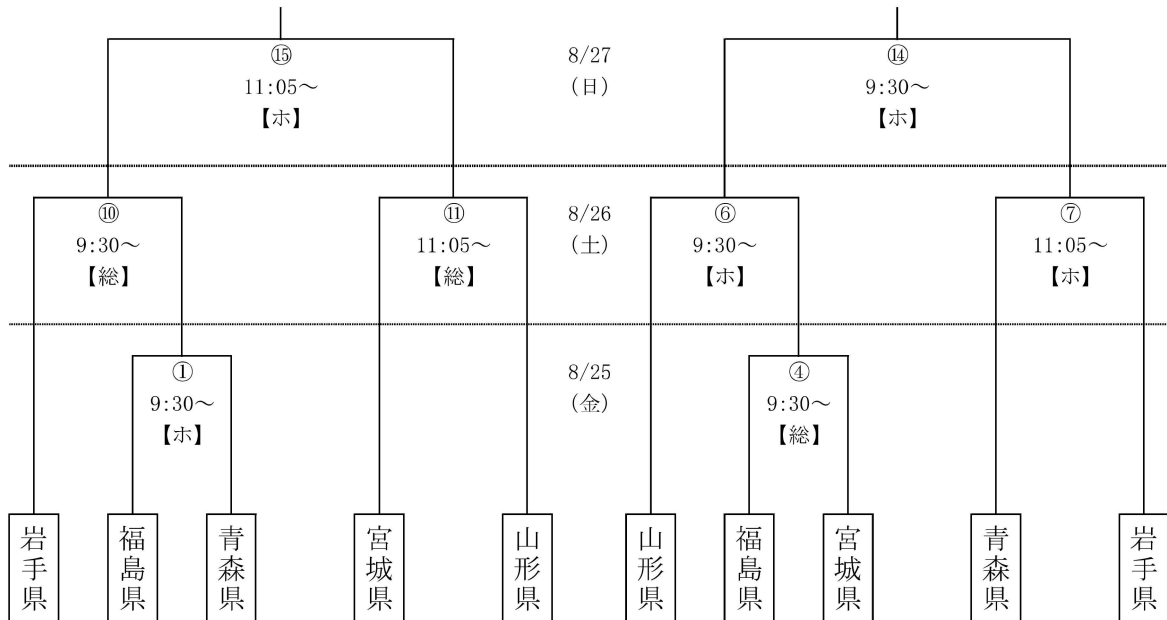 ⑮
11:05～
【ホ】
8/27
(日)
⑭
9:30～
【ホ】
⑩
9:30～
【総】
⑪
11:05～
【総】
8/26
(土)
⑥
9:30～
【ホ】
⑦
11:05～
【ホ】
①
9:30～
【ホ】
8/25
(金)
④
9:30～
【総】
岩手県
福島県
青森県
宮城県
山形県
山形県
福島県
宮城県
青森県
岩手県